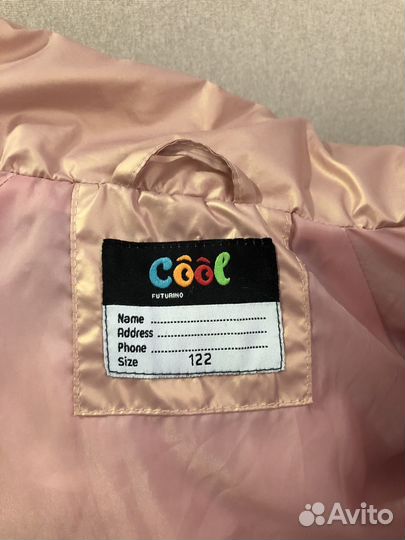 côôl
FUTURINO
Name ........................
Address ........................
Phone ........................
Size 122
Avito